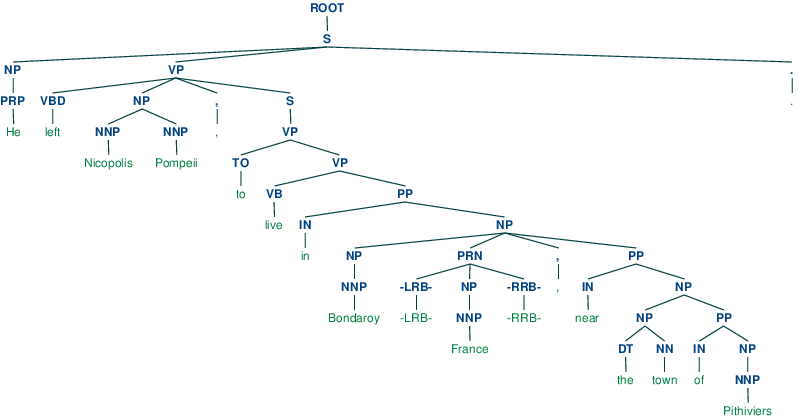 ROOT
S
NP VP .
PRP VBD NP , S .
He left NNP NNP , VP
Nicopolis Pompeii TO VP
to VB PP
live IN NP
in NP PRN , PP
NNP -LRB- NP -RRB- , IN NP
Bondaroy -LRB- NNP -RRB- near NP PP
France DT NN IN NP
the town of NNP
Pithiviers